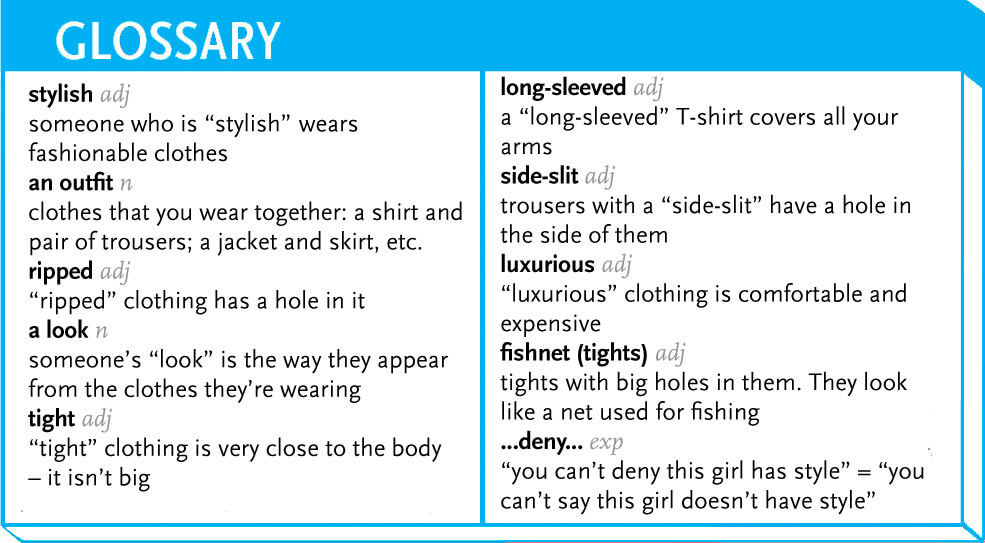 GLOSSARY
stylish adj
someone who is “stylish” wears
fashionable clothes
an outfit n
clothes that you wear together: a shirt and
pair of trousers; a jacket and skirt, etc.
ripped adj
“ripped” clothing has a hole in it
a look n
someone’s “look” is the way they appear
from the clothes they’re wearing
tight adj
“tight” clothing is very close to the body
– it isn’t big
long-sleeved adj
a “long-sleeved” T-shirt covers all your
arms
side-slit adj
trousers with a “side-slit” have a hole in
the side of them
luxurious adj
“luxurious” clothing is comfortable and
expensive
fishnet (tights) adj
tights with big holes in them. They look
like a net used for fishing
...deny... exp
“you can’t deny this girl has style” = “you
can’t say this girl doesn’t have style”